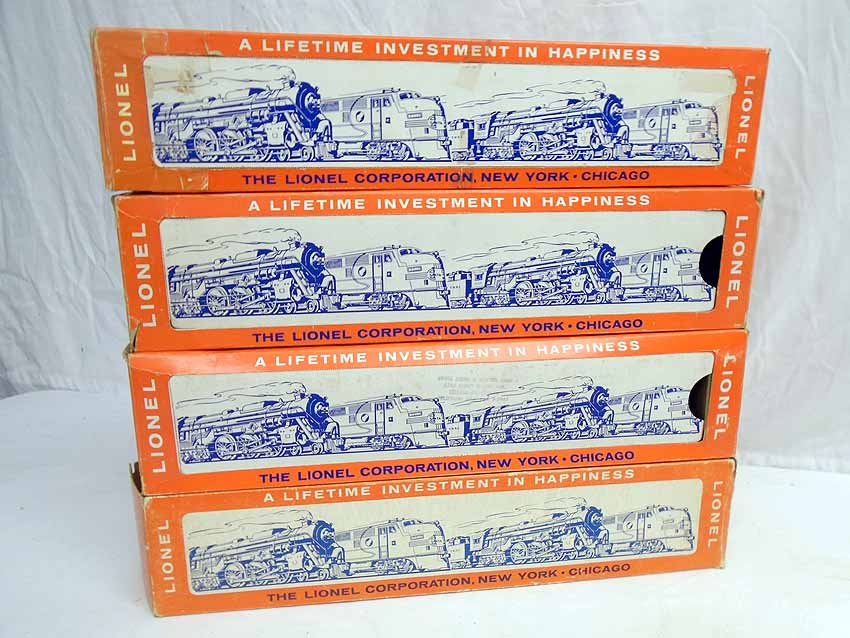 A LIFETIME INVESTMENT IN HAPPINESS
LIONEL
LIONEL
THE LIONEL CORPORATION, NEW YORK • CHICAGO
A LIFETIME INVESTMENT IN HAPPINESS
LIONEL
LIONEL
THE LIONEL CORPORATION, NEW YORK • CHICAGO
A LIFETIME INVESTMENT IN HAPPINESS
LIONEL
LIONEL
THE LIONEL CORPORATION, NEW YORK • CHICAGO
A LIFETIME INVESTMENT IN HAPPINESS
LIONEL
LIONEL
THE LIONEL CORPORATION, NEW YORK • CHICAGO